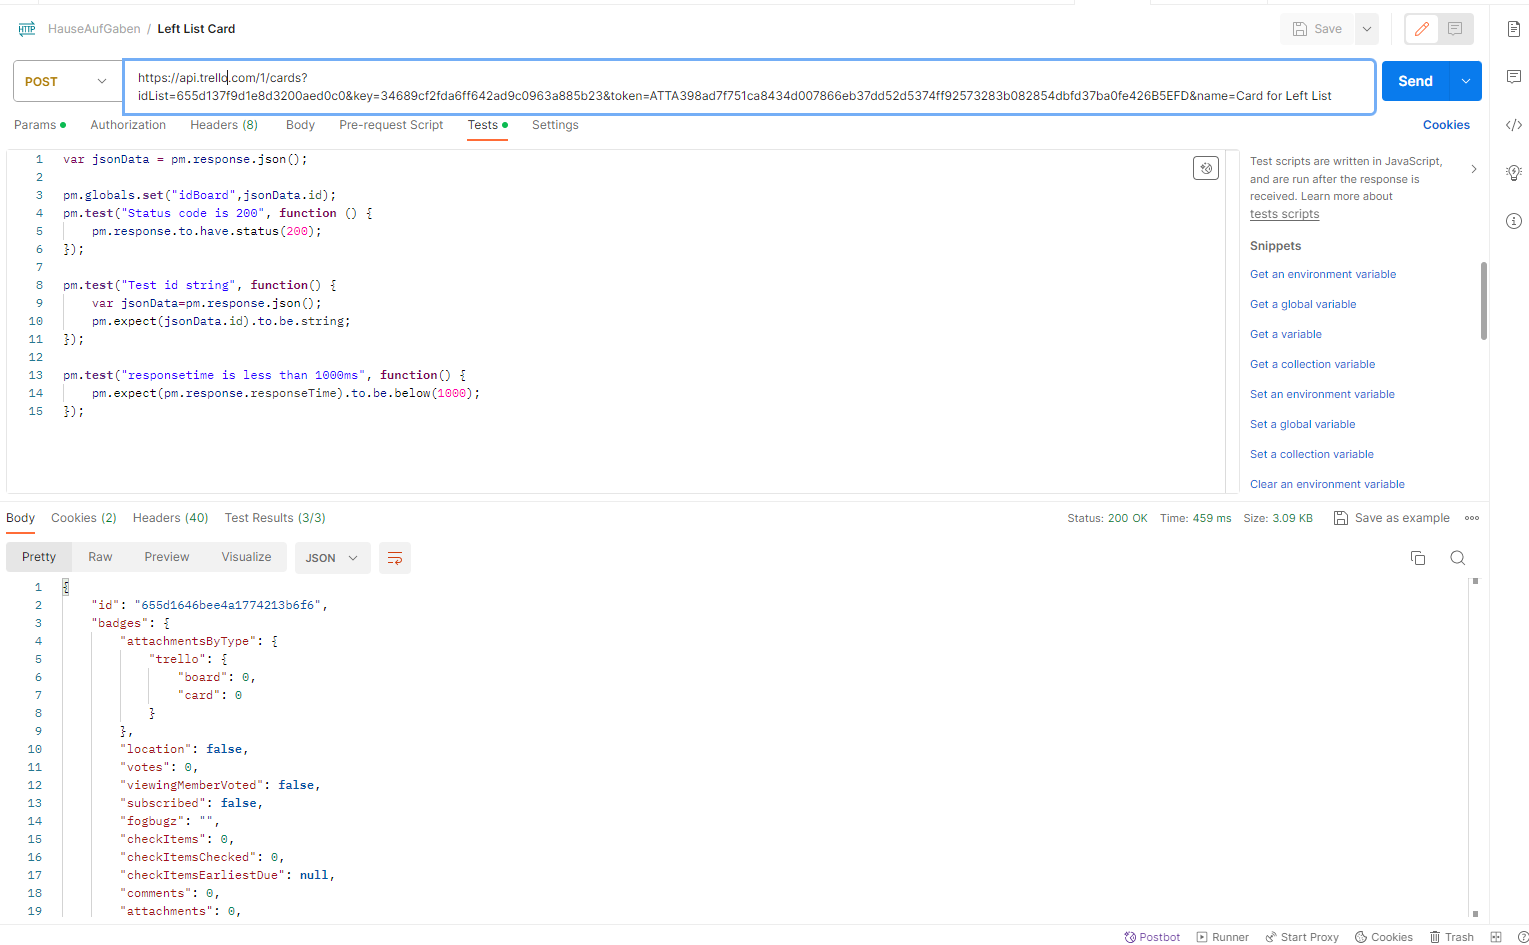 HTTP HauseAufGaben / Left List Card
Save
POST
https://api.trello.com/1/cards?
idList=655d137f9d1e8d3200aed0c0&key=34689cf2fda6ff642ad9c0963a885b23&token=ATTA398ad7f751ca8434d007866eb37dd52d5374ff92573283b082854dbfd37ba0fe426B5EFD&name=Card for Left List
Send
Params Authorization Headers (8) Body Pre-request Script Tests Settings Cookies
1 var jsonData = pm.response.json();
2
3 pm.globals.set("idBoard",jsonData.id);
4 pm.test("Status code is 200", function () {
5 pm.response.to.have.status(200);
6 });
7
8 pm.test("Test id string", function() {
9 var jsonData=pm.response.json();
10 pm.expect(jsonData.id).to.be.string;
11 });
12
13 pm.test("responsetime is less than 1000ms", function() {
14 pm.expect(pm.response.responseTime).to.be.below(1000);
15 });
Test scripts are written in JavaScript,
and are run after the response is
received. Learn more about
tests scripts
Snippets
Get an environment variable
Get a global variable
Get a variable
Get a collection variable
Set an environment variable
Set a global variable
Set a collection variable
Clear an environment variable
Body Cookies (2) Headers (40) Test Results (3/3) Status: 200 OK Time: 459 ms Size: 3.09 KB Save as example
Pretty Raw Preview Visualize JSON
1 {
2 "id": "655d1646bee4a1774213b6f6",
3 "badges": {
4 "attachmentsByType": {
5 "trello": {
6 "board": 0,
7 "card": 0
8 }
9 },
10 "location": false,
11 "votes": 0,
12 "viewingMemberVoted": false,
13 "subscribed": false,
14 "fogbugz": "",
15 "checkItems": 0,
16 "checkItemsChecked": 0,
17 "checkItemsEarliestDue": null,
18 "comments": 0,
19 "attachments": 0,
Postbot Runner Start Proxy Cookies Trash